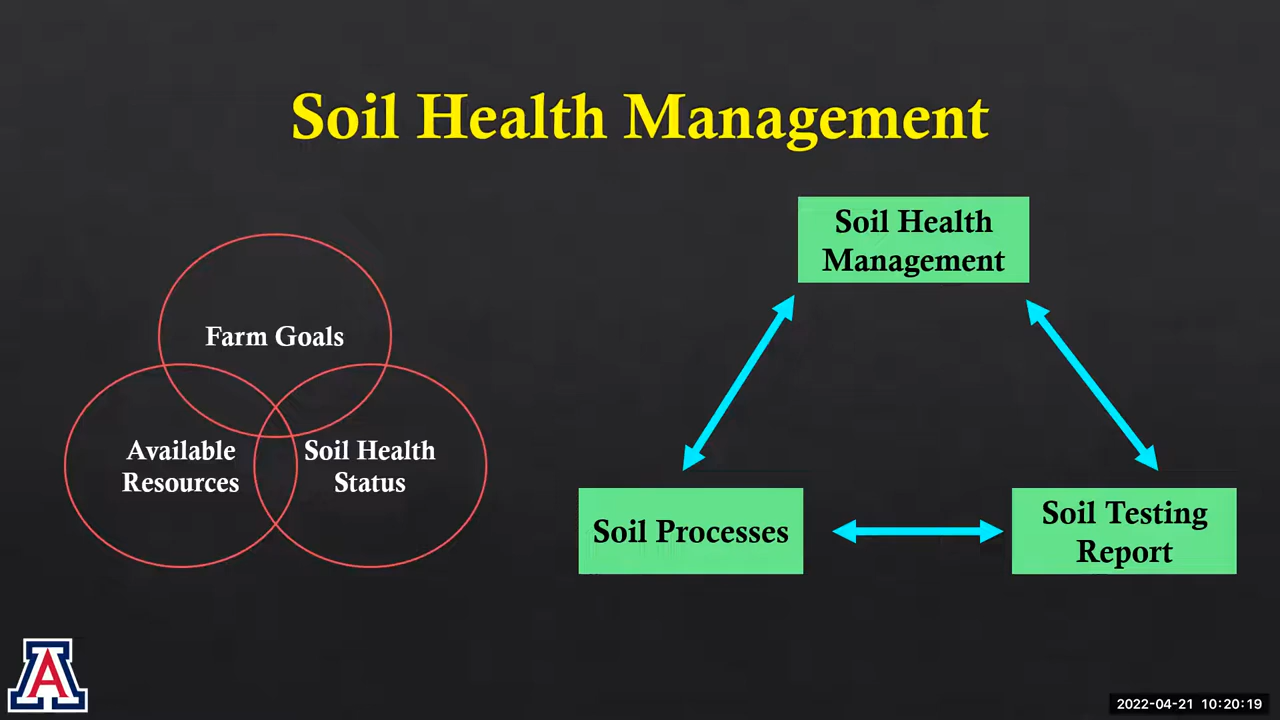 Soil Health Management
Farm Goals
Available
Resources
Soil Health
Status
Soil Health
Management
Soil Processes
Soil Testing
Report
A
2022-04-21 10:20:19